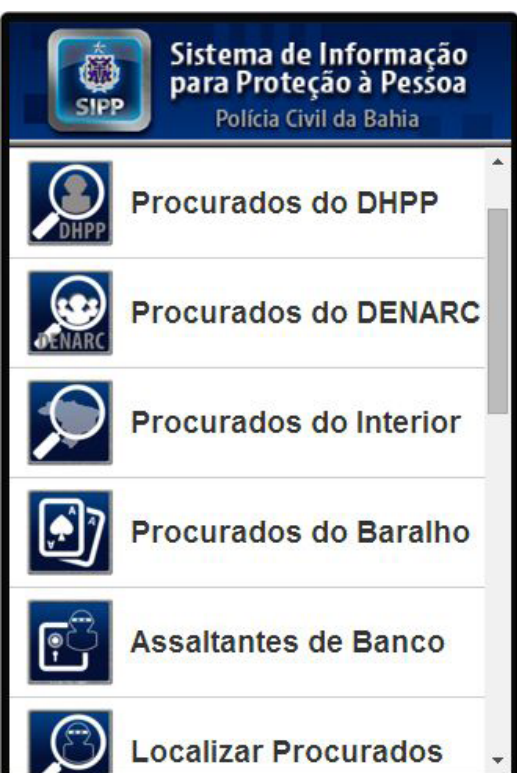 Sistema de Informação
para Proteção à Pessoa
SIPP
Polícia Civil da Bahia
Procurados do DHPP
DHPP
Procurados do DENARC
DENARC
Procurados do Interior
A
A
A
Procurados do Baralho
Assaltantes de Banco
Localizar Procurados